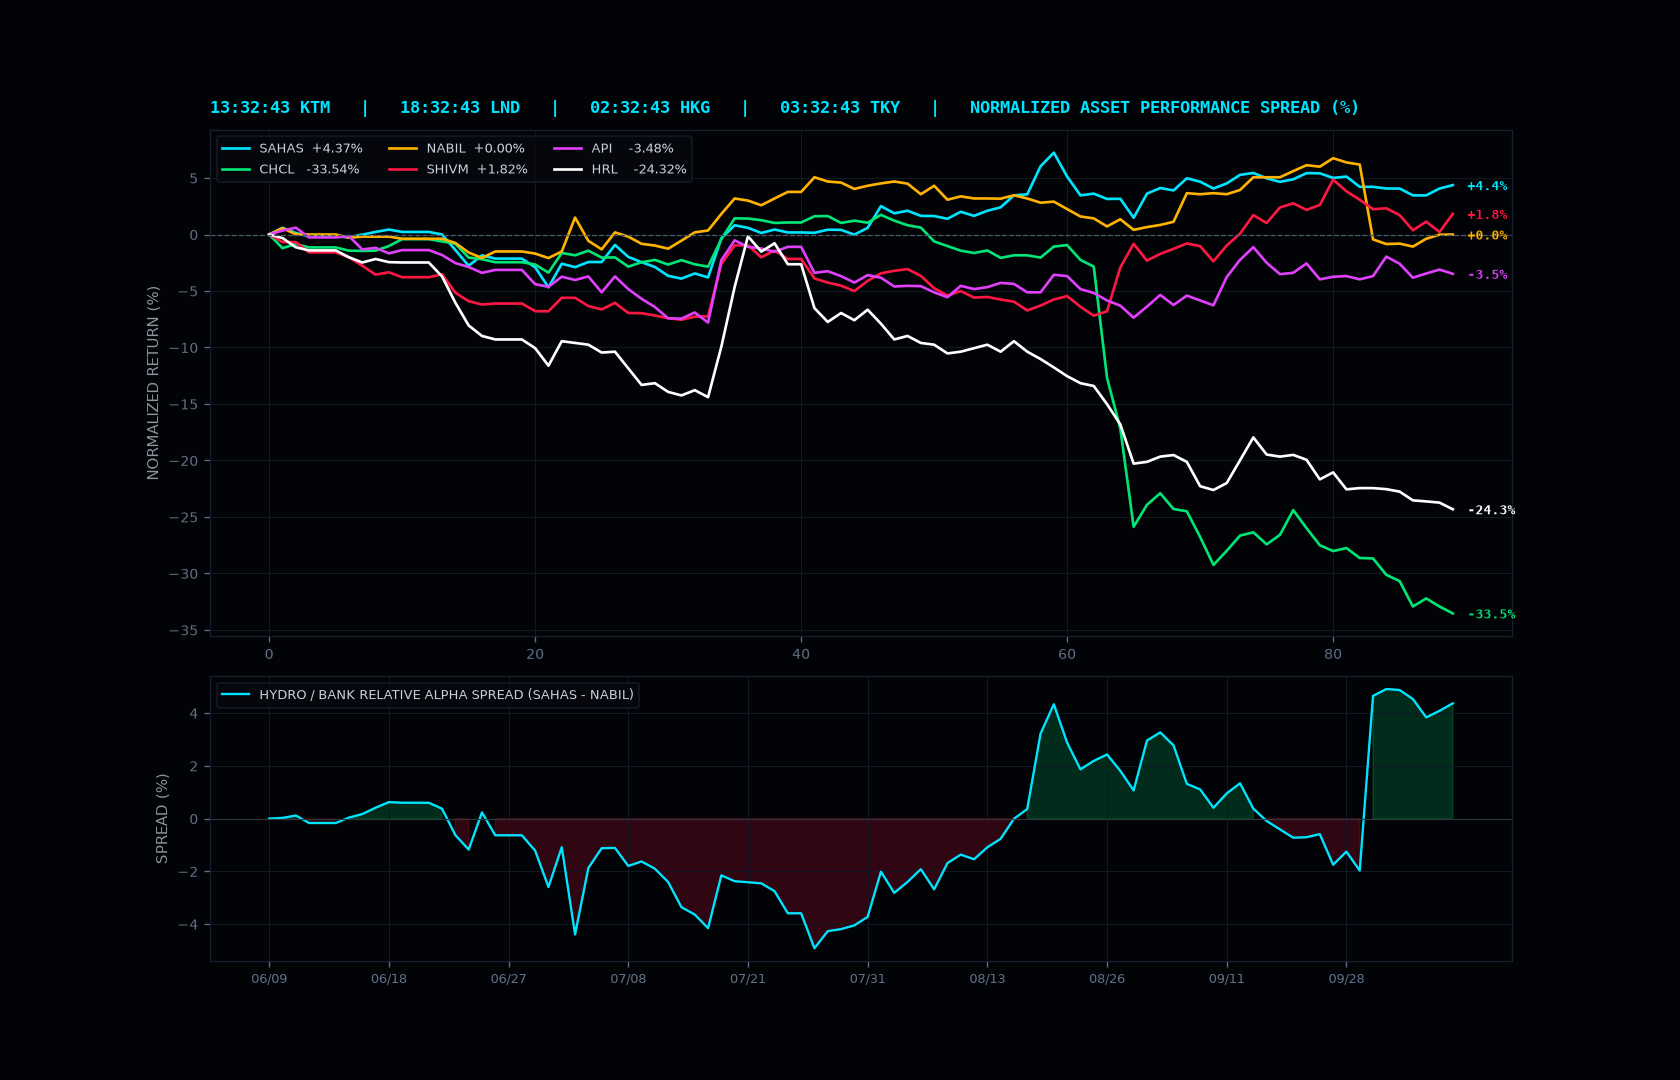 13:32:43 KTM | 18:32:43 LND | 02:32:43 HKG | 03:32:43 TKY | NORMALIZED ASSET PERFORMANCE SPREAD (%)
SAHAS +4.37% NABIL +0.00% API -3.48%
CHCL -33.54% SHIVM +1.82% HRL -24.32%
NORMALIZED RETURN (%)
5
0
−5
−10
−15
−20
−25
−30
−35
+4.4%
+1.8%
+0.0%
-3.5%
-24.3%
-33.5%
0 20 40 60 80
HYDRO / BANK RELATIVE ALPHA SPREAD (SAHAS - NABIL)
SPREAD (%)
4
2
0
−2
−4
06/09 06/18 06/27 07/08 07/21 07/31 08/13 08/26 09/11 09/28